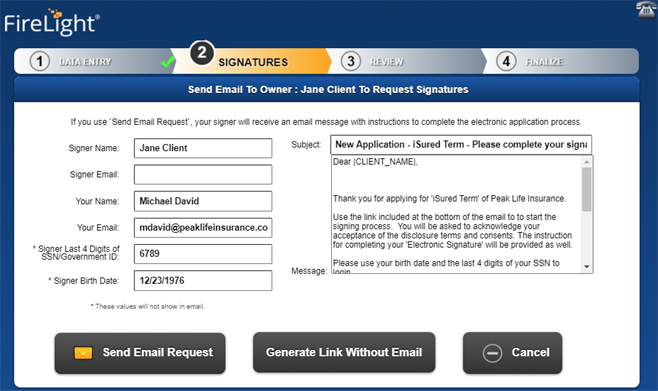 FireLight®
1 DATA ENTRY
2 SIGNATURES
3 REVIEW
4 FINALIZE
Send Email To Owner : Jane Client To Request Signatures
If you use `Send Email Request`, your signer will receive an email message with instructions to complete the electronic application process.
Signer Name: Jane Client
Signer Email:
Your Name: Michael David
Your Email: mdavid@peaklifeinsurance.co
* Signer Last 4 Digits of
SSN/Government ID: 6789
* Signer Birth Date: 12/23/1976
* These values will not show in email.
Subject: New Application - iSured Term - Please complete your signa
Dear |CLIENT_NAME|,
Thank you for applying for 'iSured Term' of Peak Life Insurance.
Use the link included at the bottom of the email to to start the
signing process. You will be asked to acknowledge your
acceptance of the disclosure terms and consents. The instruction
for completing your 'Electronic Signature' will be provided as well.
Please use your birth date and the last 4 digits of your SSN to
login
Message:
Send Email Request
Generate Link Without Email
Cancel